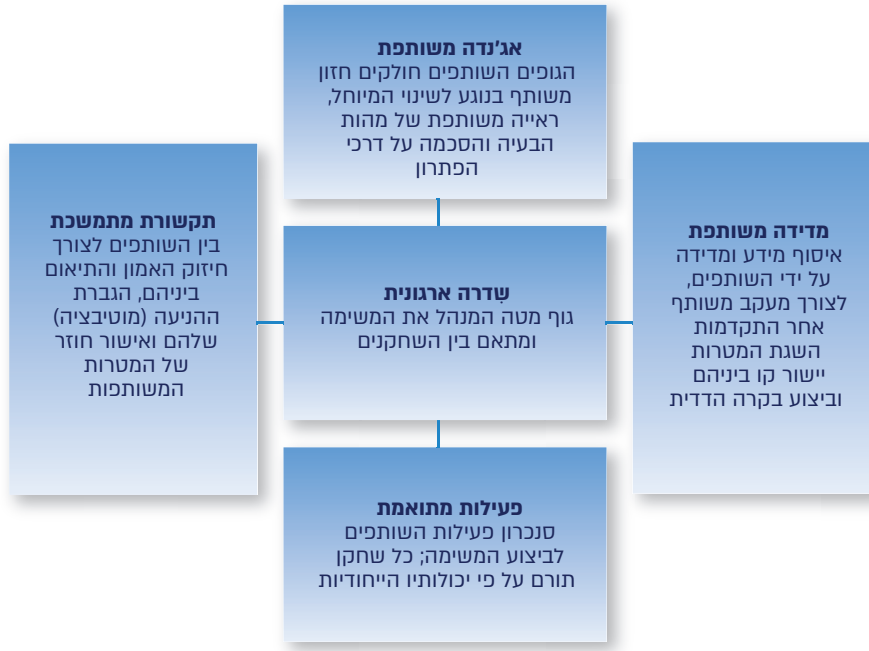 אג'נדה משותפת
הגופים השותפים חולקים חזון
משותף בנוגע לשינוי המיוחל,
ראייה משותפת של מהות
הבעיה והסכמה על דרכי
הפתרון
מדידה משותפת
איסוף מידע ומדידה
על ידי השותפים,
לצורך מעקב משותף
אחר התקדמות
השגת המטרות
יישור קו ביניהם
וביצוע בקרה הדדית
שִדרה ארגונית
גוף מטה המנהל את המשימה
ומתאם בין השחקנים
תקשורת מתמשכת
בין השותפים לצורך
חיזוק האמון והתיאום
ביניהם, הגברת
ההניעה (מוטיבציה)
שלהם ואישור חוזר
של המטרות
המשותפות
פעילות מתואמת
סנכרון פעילות השותפים
לביצוע המשימה; כל שחקן
תורם על פי יכולותיו הייחודיות